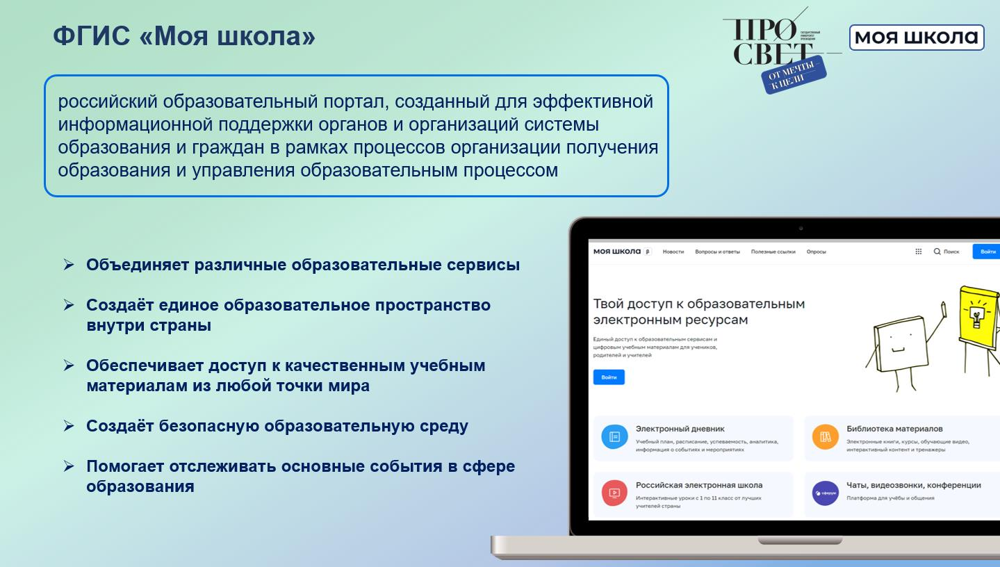 ФГИС «Моя школа»
ПРО
СВЕТ
ГОСУДАРСТВЕННЫЙ
УНИВЕРСИТЕТ
ПРОСВЕЩЕНИЯ
ОТ МЕЧТЫ
К ЦЕЛИ
моя школа
российский образовательный портал, созданный для эффективной
информационной поддержки органов и организаций системы
образования и граждан в рамках процессов организации получения
образования и управления образовательным процессом
Объединяет различные образовательные сервисы
Создаёт единое образовательное пространство
внутри страны
Обеспечивает доступ к качественным учебным
материалам из любой точки мира
Создаёт безопасную образовательную среду
Помогает отслеживать основные события в сфере
образования
моя школа β Новости Вопросы и ответы Полезные ссылки Опросы Поиск Войти
Твой доступ к образовательным
электронным ресурсам
Единый доступ к образовательным сервисам и
цифровым учебным материалам для учеников,
родителей и учителей
Войти
Электронный дневник
Учебный план, расписание, успеваемость, аналитика,
информация о событиях и мероприятиях
Библиотека материалов
Электронные книги, курсы, обучающие видео,
интерактивный контент и тренажеры
Российская электронная школа
Интерактивные уроки с 1 по 11 класс от лучших
учителей страны
сферум
Чаты, видеозвонки, конференции
Платформа для учёбы и общения